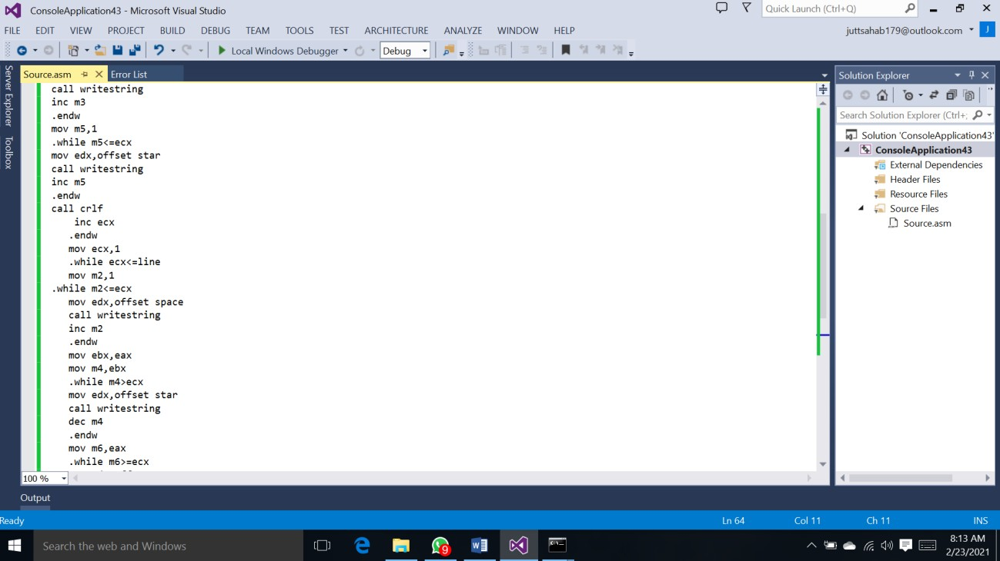 ConsoleApplication43 - Microsoft Visual Studio
Quick Launch (Ctrl+Q)
FILE EDIT VIEW PROJECT BUILD DEBUG TEAM TOOLS TEST ARCHITECTURE ANALYZE WINDOW HELP
juttsahab179@outlook.com J
Local Windows Debugger Debug
Server Explorer
Toolbox
Source.asm Error List
call writestring
inc m3
.endw
mov m5,1
.while m5<=ecx
mov edx,offset star
call writestring
inc m5
.endw
call crlf
inc ecx
.endw
mov ecx,1
.while ecx<=line
mov m2,1
.while m2<=ecx
mov edx,offset space
call writestring
inc m2
.endw
mov ebx,eax
mov m4,ebx
.while m4>ecx
mov edx,offset star
call writestring
dec m4
.endw
mov m6,eax
.while m6>=ecx
100 %
Solution Explorer
Search Solution Explorer (Ctrl+;
Solution 'ConsoleApplication43'
ConsoleApplication43
External Dependencies
Header Files
Resource Files
Source Files
Source.asm
Output
Ready
Ln 64 Col 11 Ch 11 INS
Search the web and Windows
9
8:13 AM
2/23/2021